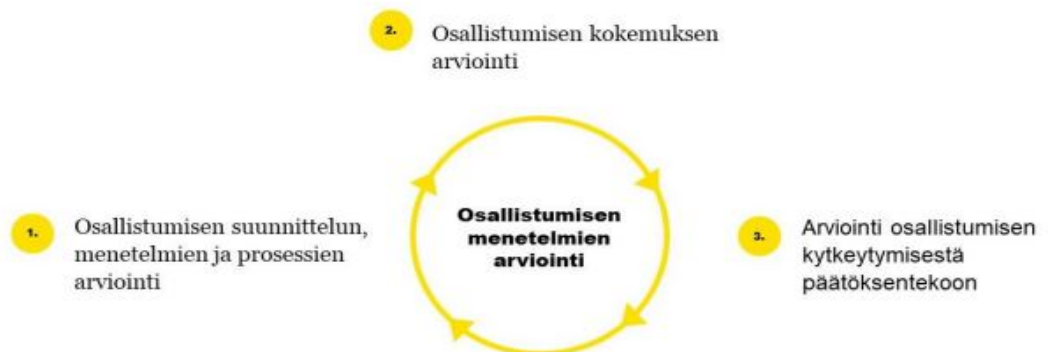 2.
Osallistumisen kokemuksen
arviointi
1.
Osallistumisen suunnittelun,
menetelmien ja prosessien
arviointi
Osallistumisen
menetelmien
arviointi
3.
Arviointi osallistumisen
kytkeytymisestä
päätöksentekoon